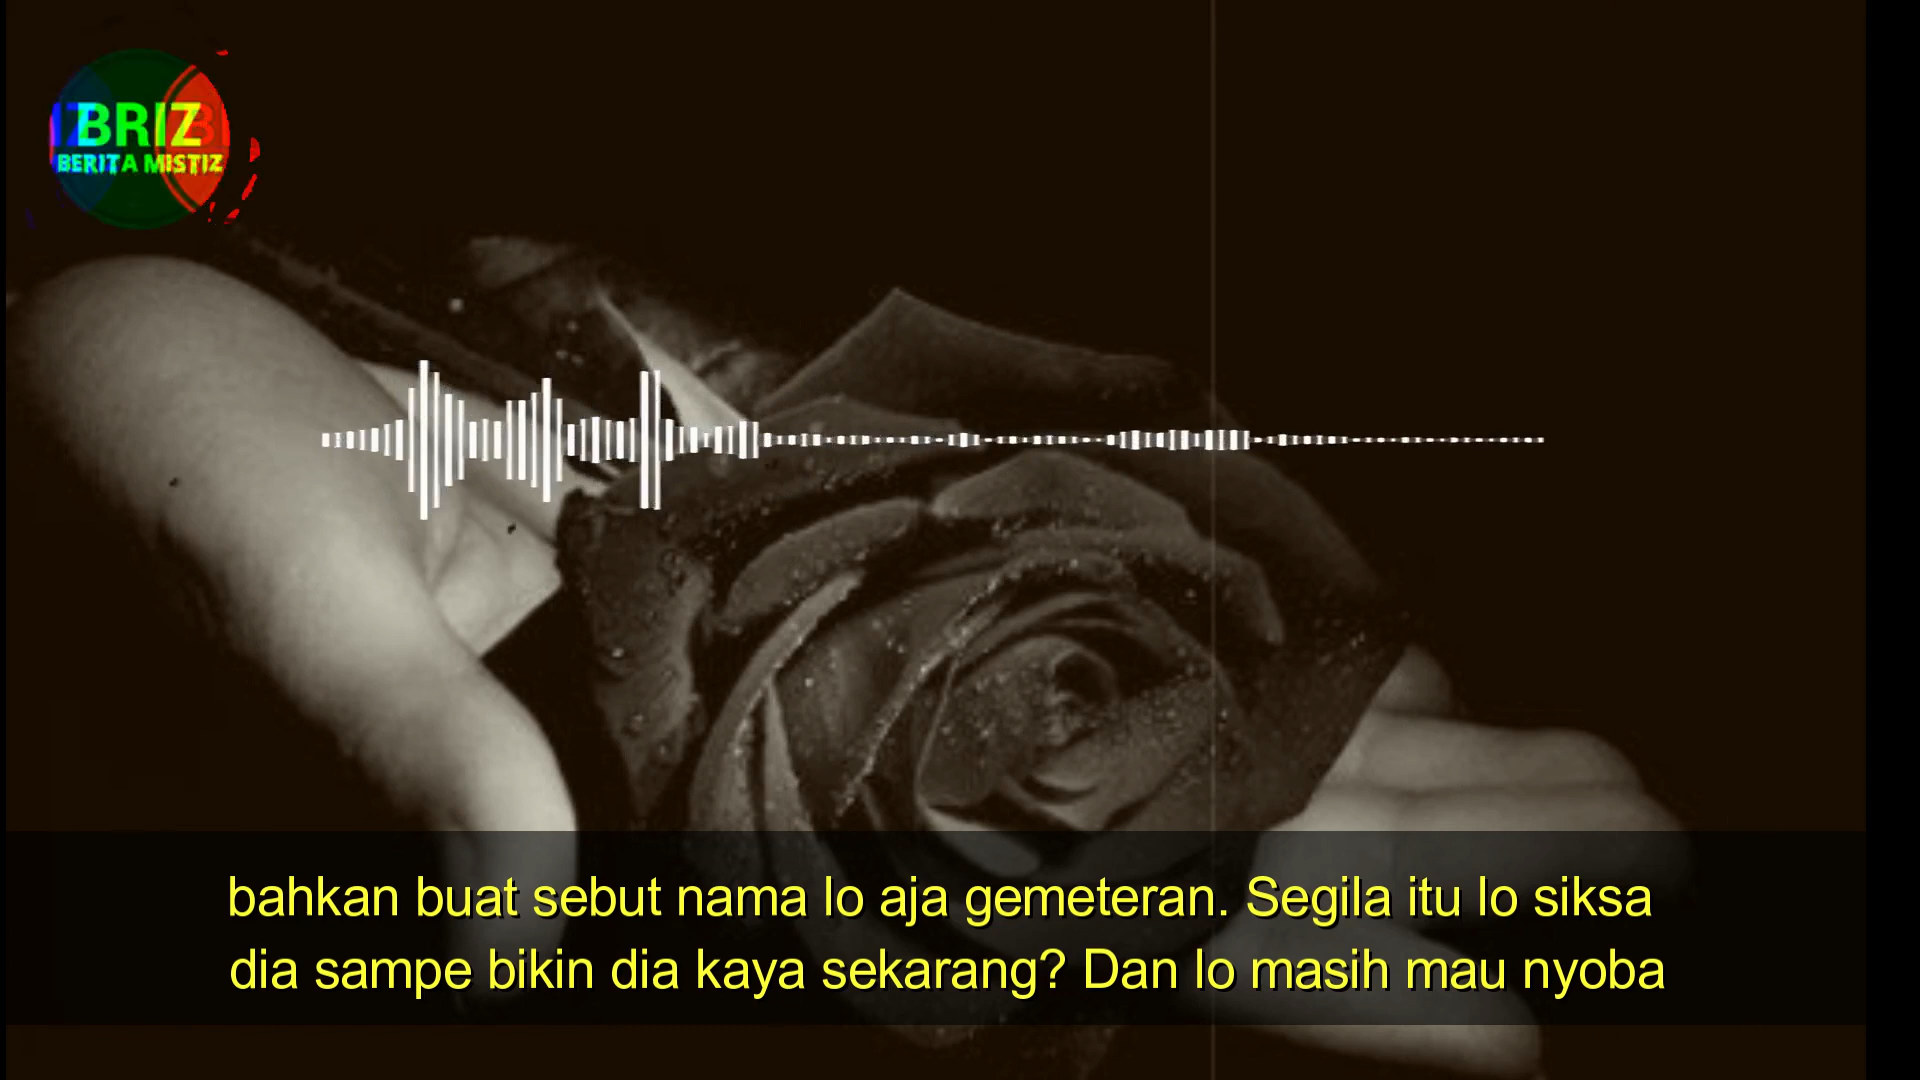 BRIZ
BERITA MISTIZ
bahkan buat sebut nama lo aja gemeteran. Segila itu lo siksa
dia sampe bikin dia kaya sekarang? Dan lo masih mau nyoba